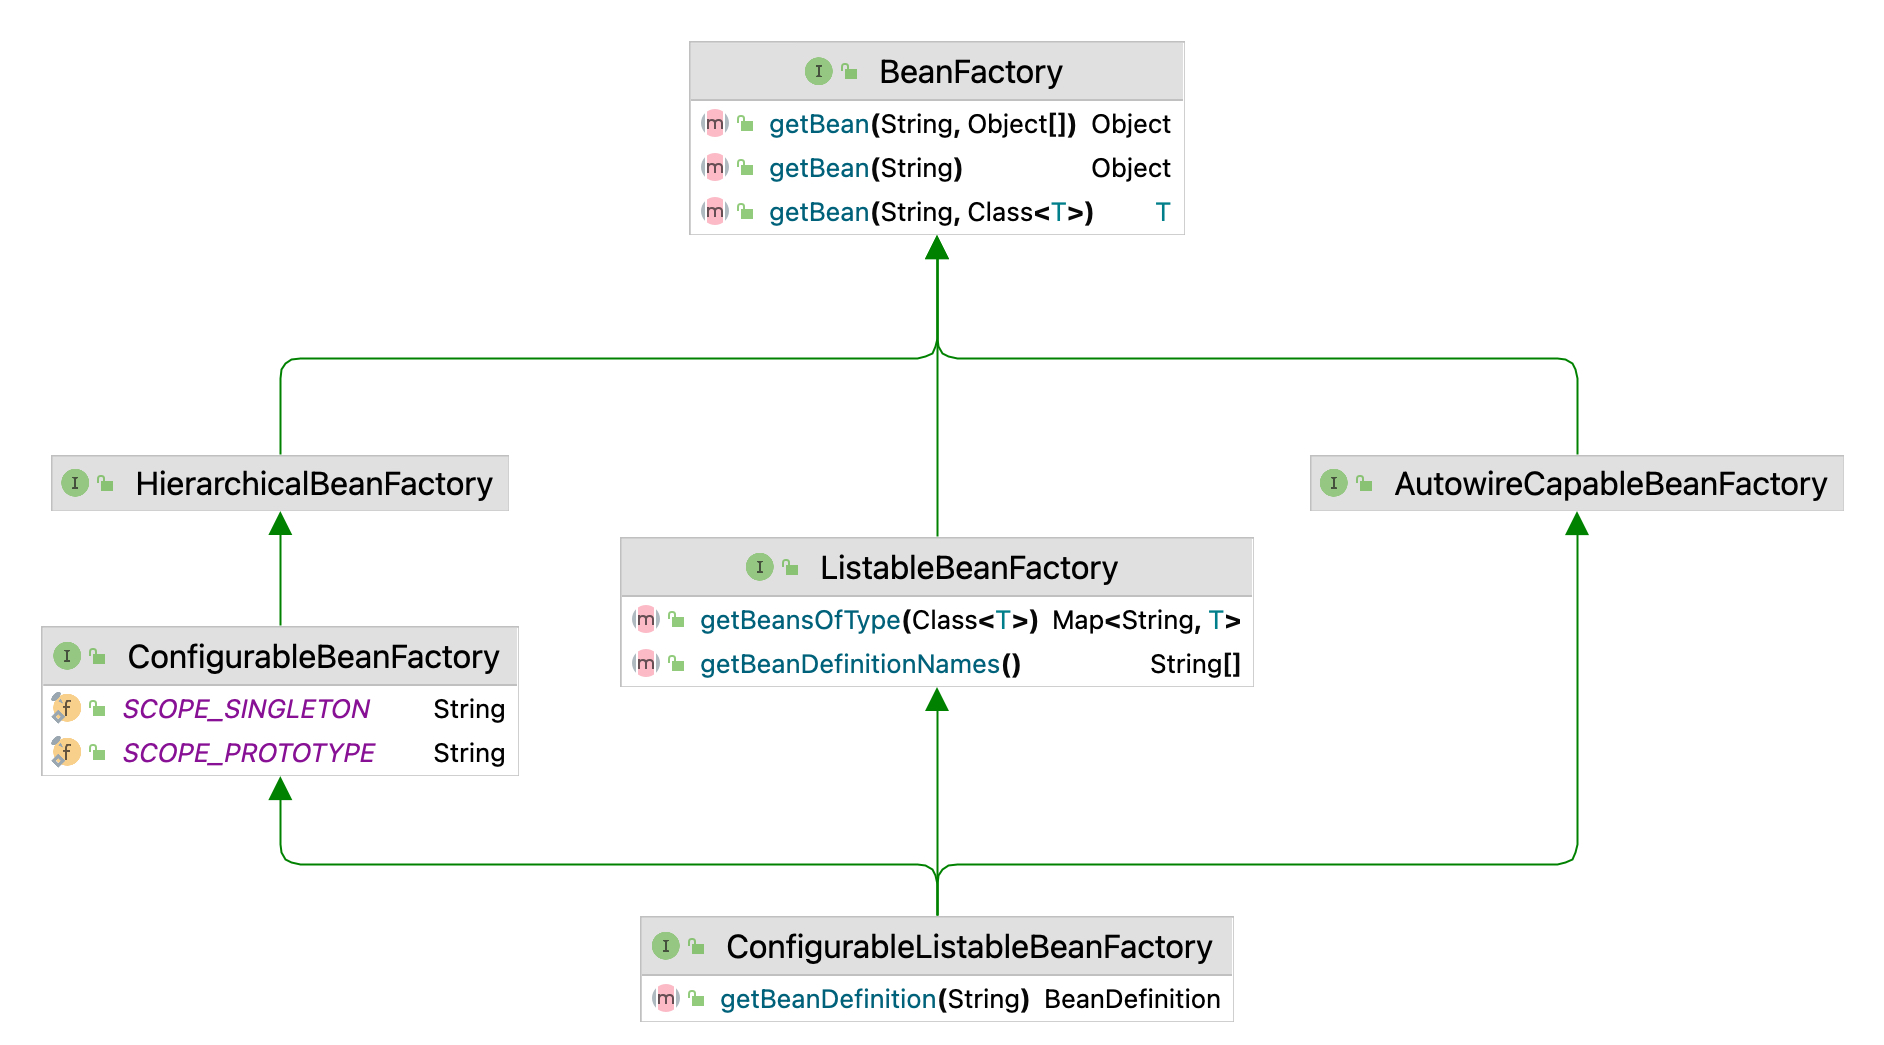 I BeanFactory
m getBean(String, Object[]) Object
m getBean(String) Object
m getBean(String, Class<T>) T
I HierarchicalBeanFactory
I AutowireCapableBeanFactory
I ListableBeanFactory
m getBeansOfType(Class<T>) Map<String, T>
m getBeanDefinitionNames() String[]
I ConfigurableBeanFactory
f SCOPE_SINGLETON String
f SCOPE_PROTOTYPE String
I ConfigurableListableBeanFactory
m getBeanDefinition(String) BeanDefinition